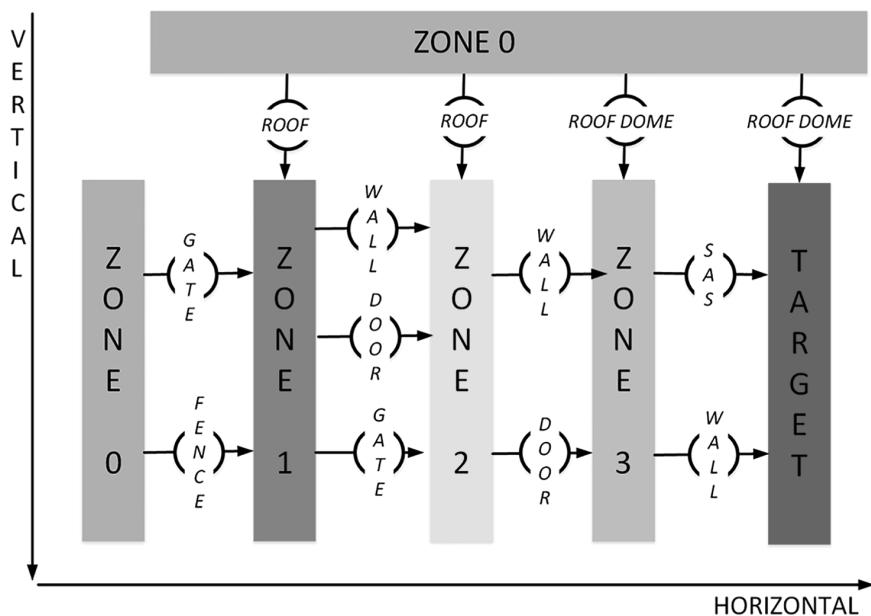 VERTICAL
ZONE 0
ROOF
ROOF
ROOF DOME
ROOF DOME
ZONE 0
GATE
FENCE
ZONE 1
WALL
DOOR
GATE
ZONE 2
WALL
DOOR
ZONE 3
SAS
WALL
TARGET
HORIZONTAL